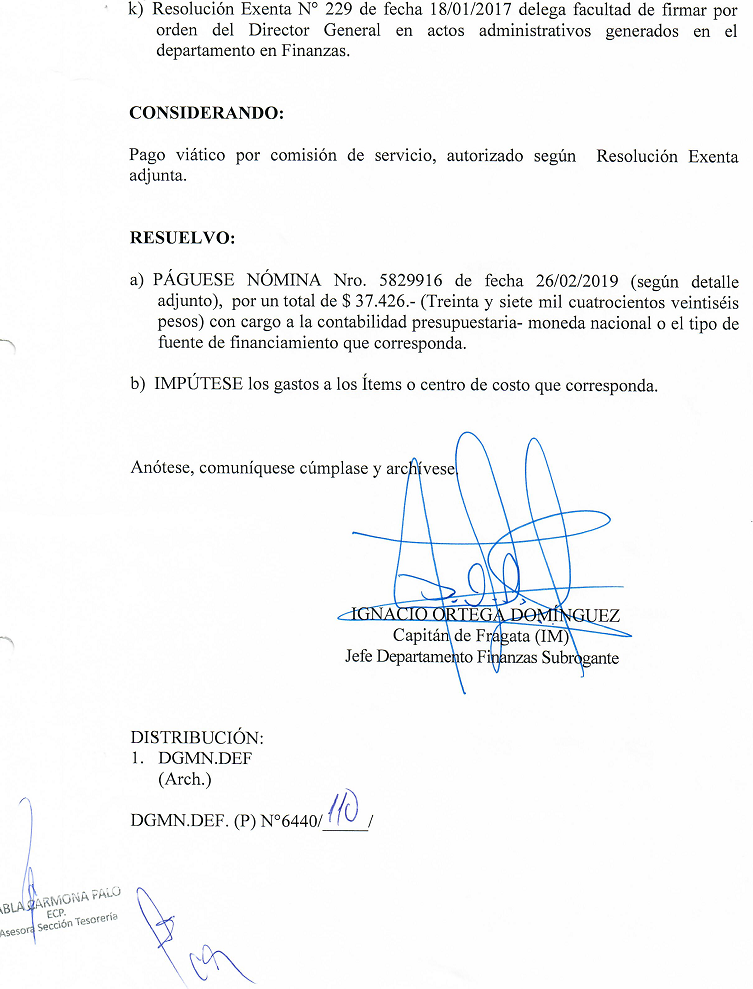 k) Resolución Exenta N° 229 de fecha 18/01/2017 delega facultad de firmar por
orden del Director General en actos administrativos generados en el
departamento en Finanzas.
CONSIDERANDO:
Pago viático por comisión de servicio, autorizado según Resolución Exenta
adjunta.
RESUELVO:
a) PÁGUESE NÓMINA Nro. 5829916 de fecha 26/02/2019 (según detalle
adjunto), por un total de $ 37.426.- (Treinta y siete mil cuatrocientos veintiséis
pesos) con cargo a la contabilidad presupuestaria- moneda nacional o el tipo de
fuente de financiamiento que corresponda.
b) IMPÚTESE los gastos a los Ítems o centro de costo que corresponda.
Anótese, comuníquese cúmplase y archívese.
IGNACIO ORTEGA DOMÍNGUEZ
Capitán de Fragata (IM)
Jefe Departamento Finanzas Subrogante
DISTRIBUCIÓN:
1. DGMN.DEF
(Arch.)
DGMN.DEF. (P) N°6440/110/
ABLA CARMONA PALO
ECP.
Asesora Sección Tesorería